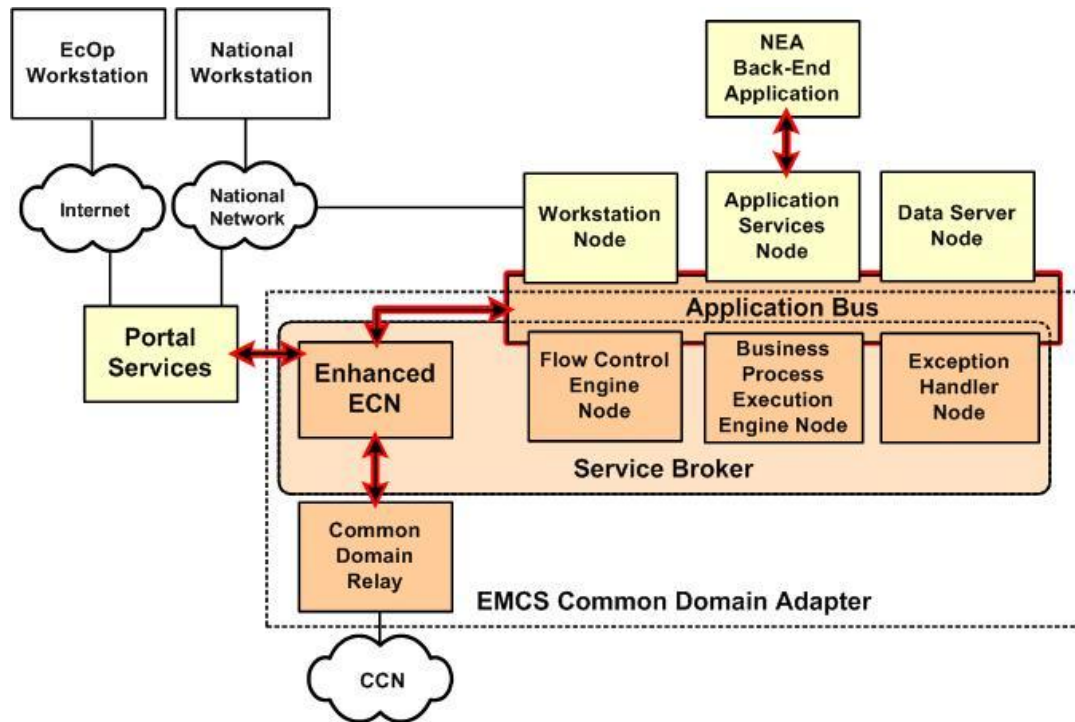 EcOp
Workstation
National
Workstation
NEA
Back-End
Application
Internet
National
Network
Workstation
Node
Application
Services
Node
Data Server
Node
Portal
Services
Application Bus
Enhanced
ECN
Flow Control
Engine
Node
Business
Process
Execution
Engine Node
Exception
Handler
Node
Service Broker
Common
Domain
Relay
EMCS Common Domain Adapter
CCN